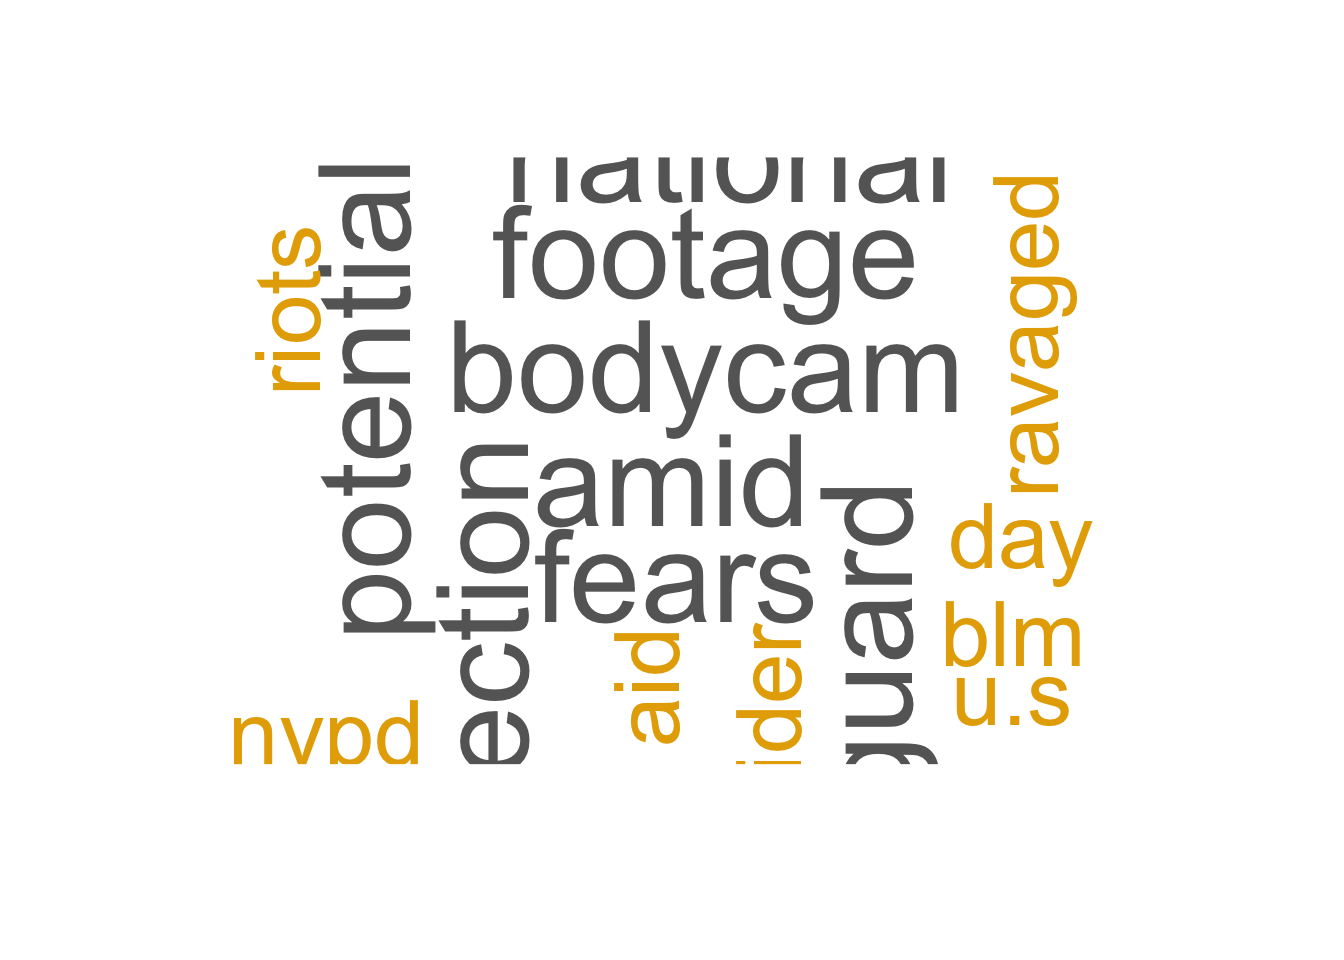 national
footage
bodycam
amid
fears
potential
riots
ection
guard
ravaged
day
blm
u.s
aid
ider
nypd